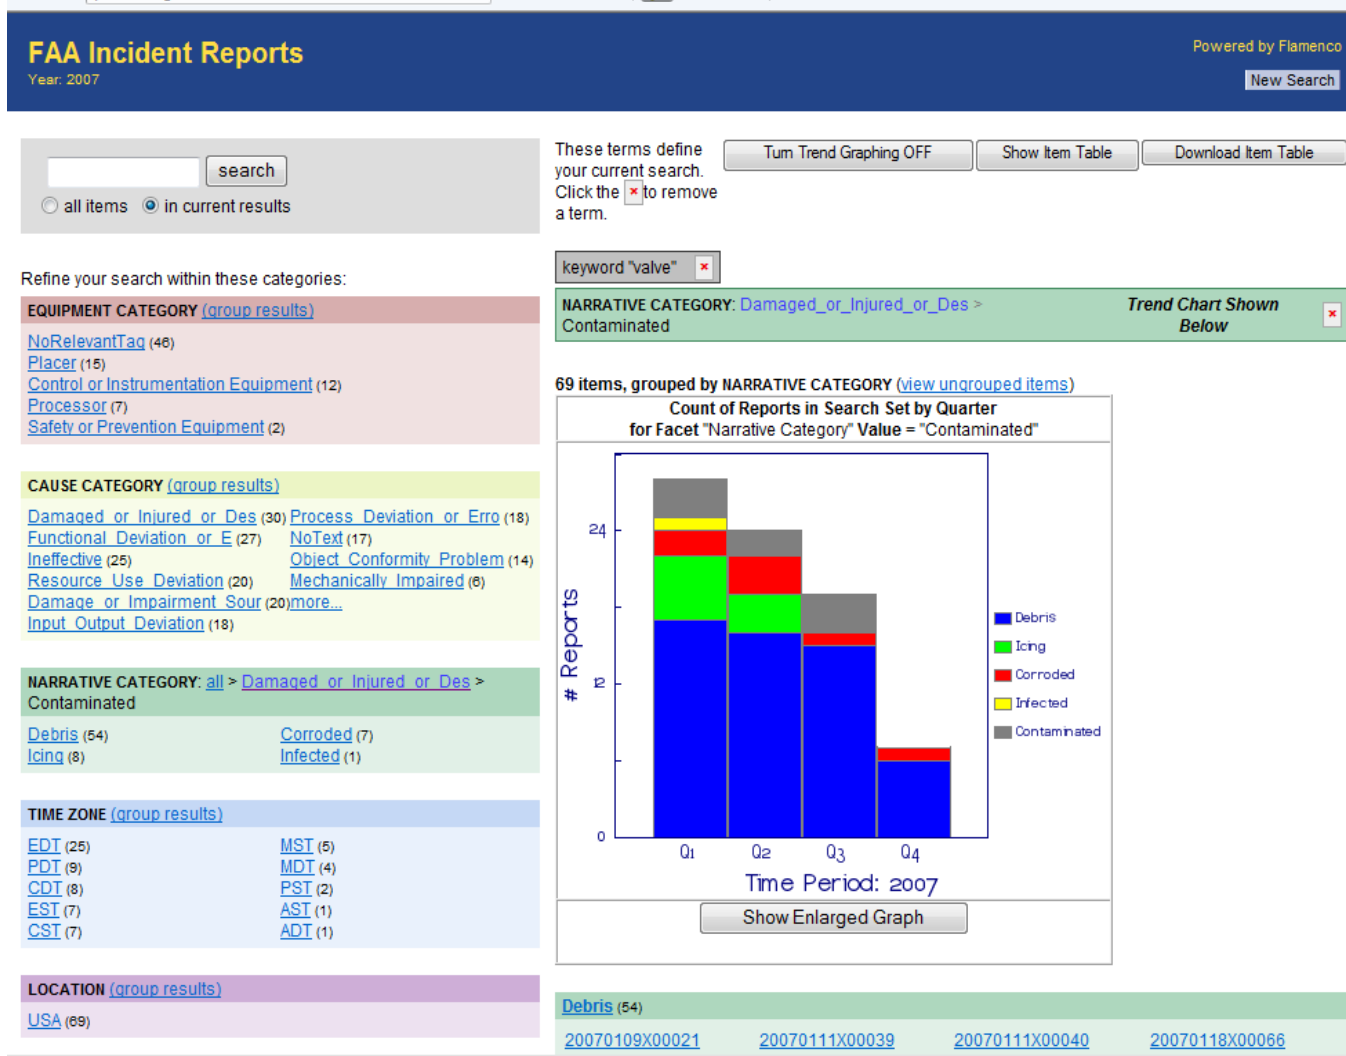 FAA Incident Reports
Year: 2007
Powered by Flamenco
New Search
search
all items in current results
Refine your search within these categories:
EQUIPMENT CATEGORY (group results)
NoRelevantTag (46)
Placer (15)
Control or Instrumentation Equipment (12)
Processor (7)
Safety or Prevention Equipment (2)
CAUSE CATEGORY (group results)
Damaged_or_Injured_or_Des (30) Process_Deviation_or_Erro (18)
Functional_Deviation_or_E (27) NoText (17)
Ineffective (25) Object_Conformity_Problem (14)
Resource_Use_Deviation (20) Mechanically_Impaired (6)
Damage_or_Impairment_Sour (20) more...
Input_Output_Deviation (18)
NARRATIVE CATEGORY: all > Damaged_or_Injured_or_Des >
Contaminated
Debris (54) Corroded (7)
Icing (8) Infected (1)
TIME ZONE (group results)
EDT (25) MST (5)
PDT (9) MDT (4)
CDT (8) PST (2)
EST (7) AST (1)
CST (7) ADT (1)
LOCATION (group results)
USA (69)
These terms define
your current search.
Click the × to remove
a term.
Turn Trend Graphing OFF Show Item Table Download Item Table
keyword "valve" ×
NARRATIVE CATEGORY: Damaged_or_Injured_or_Des >
Contaminated
Trend Chart Shown
Below
×
69 items, grouped by NARRATIVE CATEGORY (view ungrouped items)
Count of Reports in Search Set by Quarter
for Facet "Narrative Category" Value = "Contaminated"
# Reports
24
12
0
Q1 Q2 Q3 Q4
Time Period: 2007
Debris
Icing
Corroded
Infected
Contaminated
Show Enlarged Graph
Debris (54)
20070109X00021 20070111X00039 20070111X00040 20070118X00066